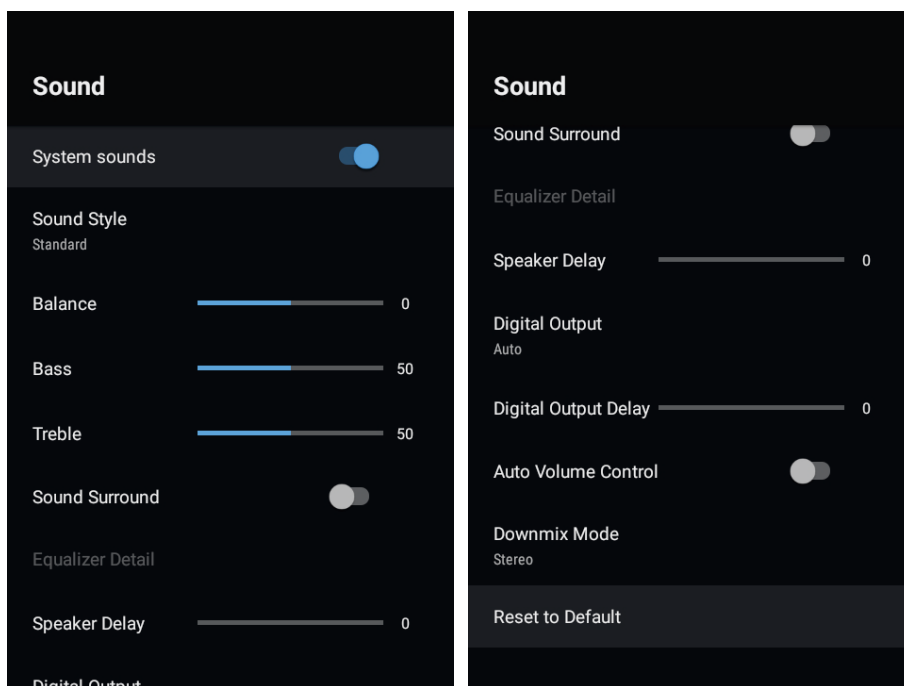 Sound
System sounds
Sound Style
Standard
Balance 0
Bass 50
Treble 50
Sound Surround
Equalizer Detail
Speaker Delay 0
Digital Output
Sound
Sound Surround
Equalizer Detail
Speaker Delay 0
Digital Output
Auto
Digital Output Delay 0
Auto Volume Control
Downmix Mode
Stereo
Reset to Default